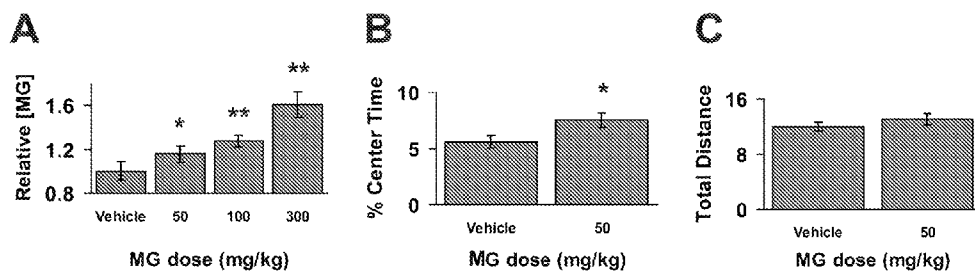 A
Relative [MG]
1.6
1.2
0.8
*
**
**
Vehicle 50 100 300
MG dose (mg/kg)
B
% Center Time
10
5
0
*
Vehicle 50
MG dose (mg/kg)
C
Total Distance
16
8
0
Vehicle 50
MG dose (mg/kg)